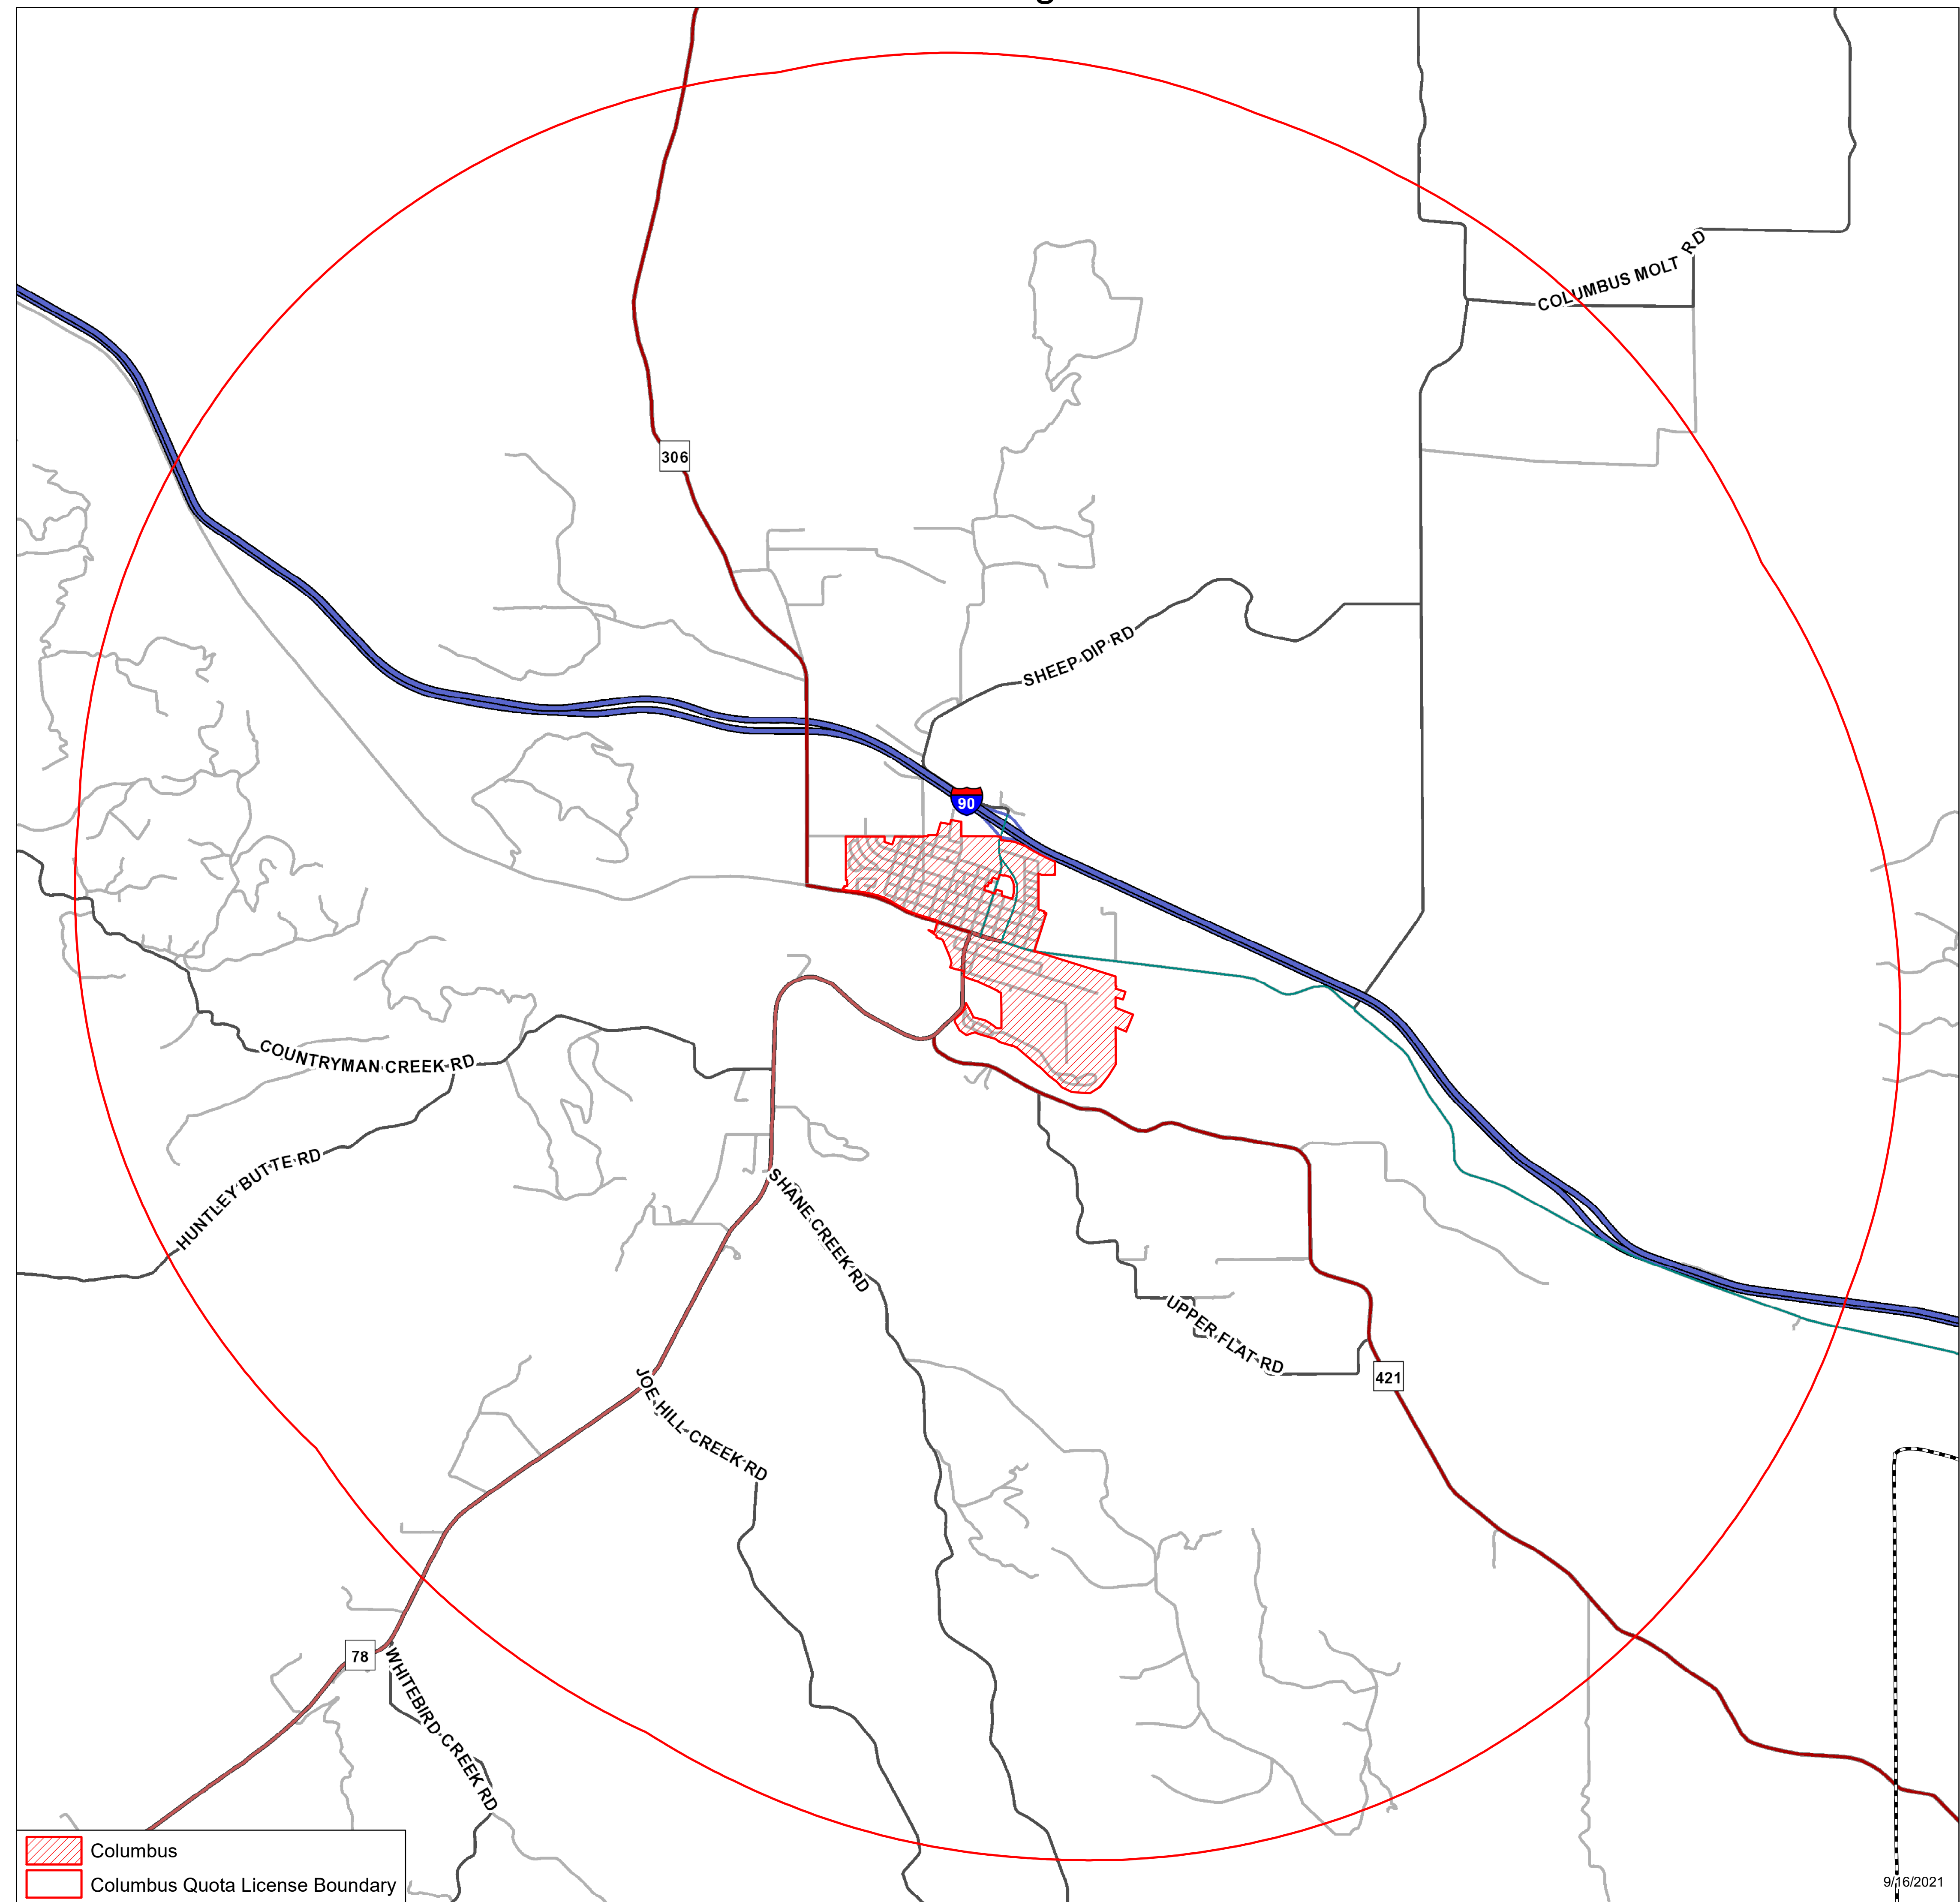 COLUMBUS MOLT RD
306
SHEEP DIP RD
90
COUNTRYMAN CREEK RD
HUNTLEY BUTTE RD
SHANE CREEK RD
UPPER FLAT RD
421
JOE HILL CREEK RD
78
WHITEBIRD CREEK RD
Columbus
Columbus Quota License Boundary
9/16/2021